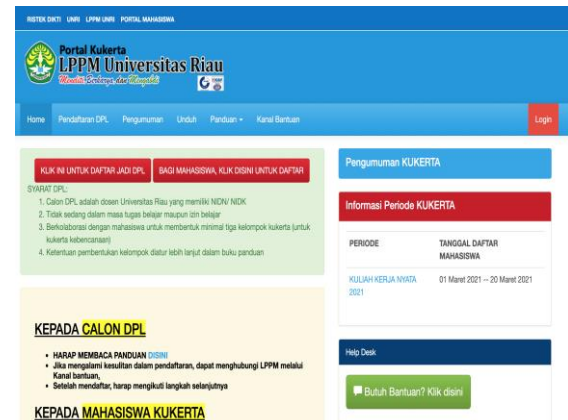 RISTEK DIKTI UNRI LPPM UNRI PORTAL MAHASISWA
Portal Kukerta
LPPM Universitas Riau
Home Pendaftaran DPL Pengumuman Unduh Panduan Kanal Bantuan Login
KLIK INI UNTUK DAFTAR JADI DPL
BAGI MAHASISWA, KLIK DISINI UNTUK DAFTAR
SYARAT DPL:
1. Calon DPL adalah dosen Universitas Riau yang memiliki NIDN/ NIDK
2. Tidak sedang dalam masa tugas belajar maupun izin belajar
3. Berkolaborasi dengan mahasiswa untuk membentuk minimal tiga kelompok kukerta (untuk
kukerta kebencanaan)
4. Ketentuan pembentukan kelompok diatur lebih lanjut dalam buku panduan
KEPADA CALON DPL
• HARAP MEMBACA PANDUAN DISINI
• Jika mengalami kesulitan dalam pendaftaran, dapat menghubungi LPPM melalui
Kanal bantuan,
• Setelah mendaftar, harap mengikuti langkah selanjutnya
KEPADA MAHASISWA KUKERTA
Pengumuman KUKERTA
Informasi Periode KUKERTA
PERIODE TANGGAL DAFTAR
MAHASISWA
KULIAH KERJA NYATA 01 Maret 2021 -- 20 Maret 2021
2021
Help Desk
Butuh Bantuan? Klik disini